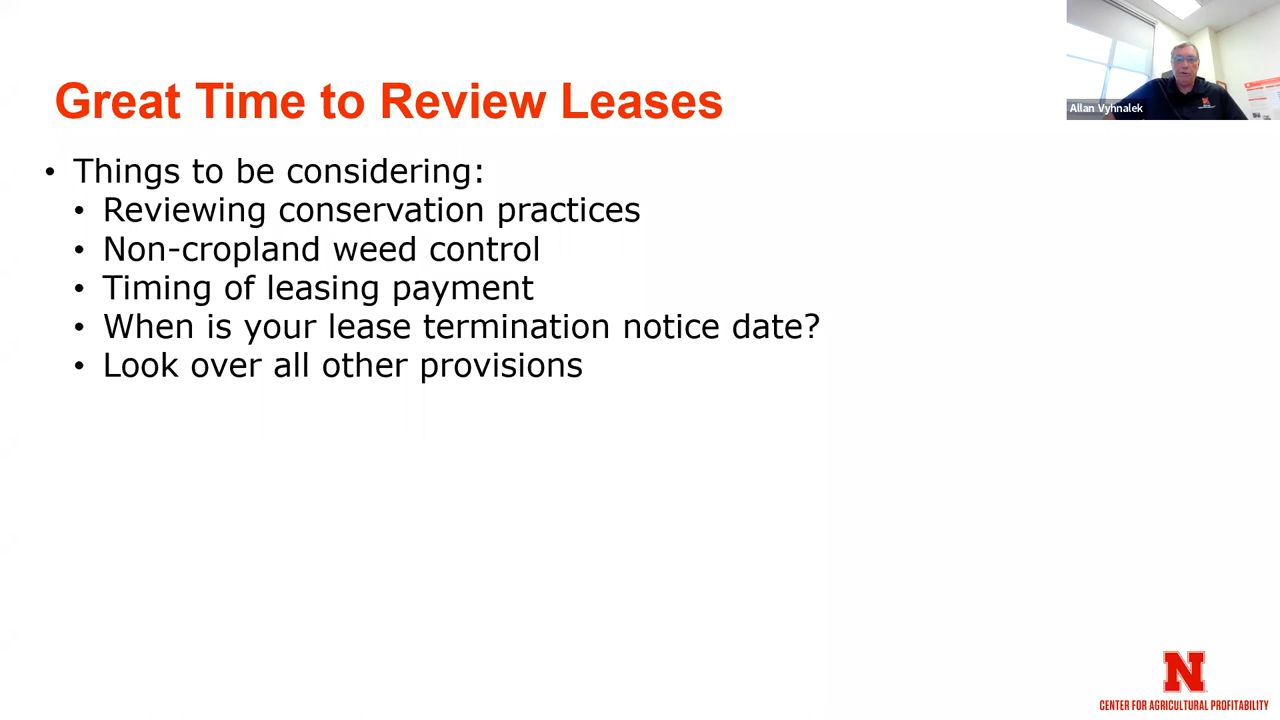 Great Time to Review Leases
Allan Vyhnalek
• Things to be considering:
• Reviewing conservation practices
• Non-cropland weed control
• Timing of leasing payment
• When is your lease termination notice date?
• Look over all other provisions
N
CENTER FOR AGRICULTURAL PROFITABILITY